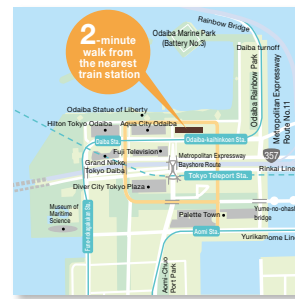 2-minute
walk from
the nearest
train station
Rainbow Bridge
Odaiba Marine Park
(Battery No.3)
Daiba turnoff
Odaiba Rainbow Park
Metropolitan Expressway
Route No.11
Odaiba Statue of Liberty
Hilton Tokyo Odaiba
Aqua City Odaiba
Odaiba-kaihinkoen Sta.
Daiba Sta.
Fuji Television
Grand Nikko
Tokyo Daiba
Metropolitan Expressway
Bayshore Route
357
Rinkai Line
Tokyo Teleport Sta.
Diver City Tokyo Plaza
Museum of
Maritime
Science
Palette Town
Yume-no-ohashi
bridge
Aomi Sta.
Yurikamome Line
Aomi-Chuo
Port Park